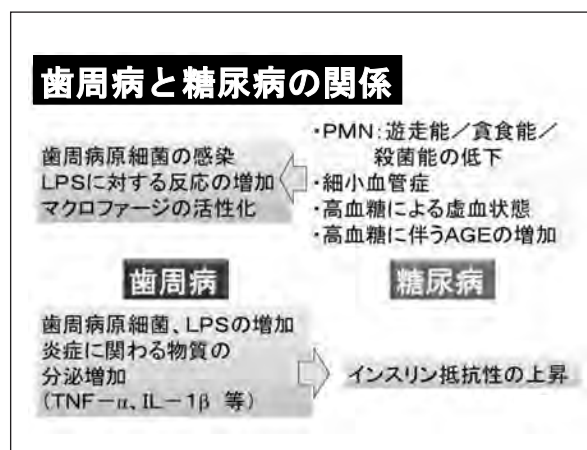 歯周病と糖尿病の関係
歯周病原細菌の感染
LPSに対する反応の増加
マクロファージの活性化
・PMN:遊走能／貪食能／
殺菌能の低下
・細小血管症
・高血糖による虚血状態
・高血糖に伴うAGEの増加
歯周病
糖尿病
歯周病原細菌、LPSの増加
炎症に関わる物質の
分泌増加
(TNF－α、IL－1β 等)
インスリン抵抗性の上昇